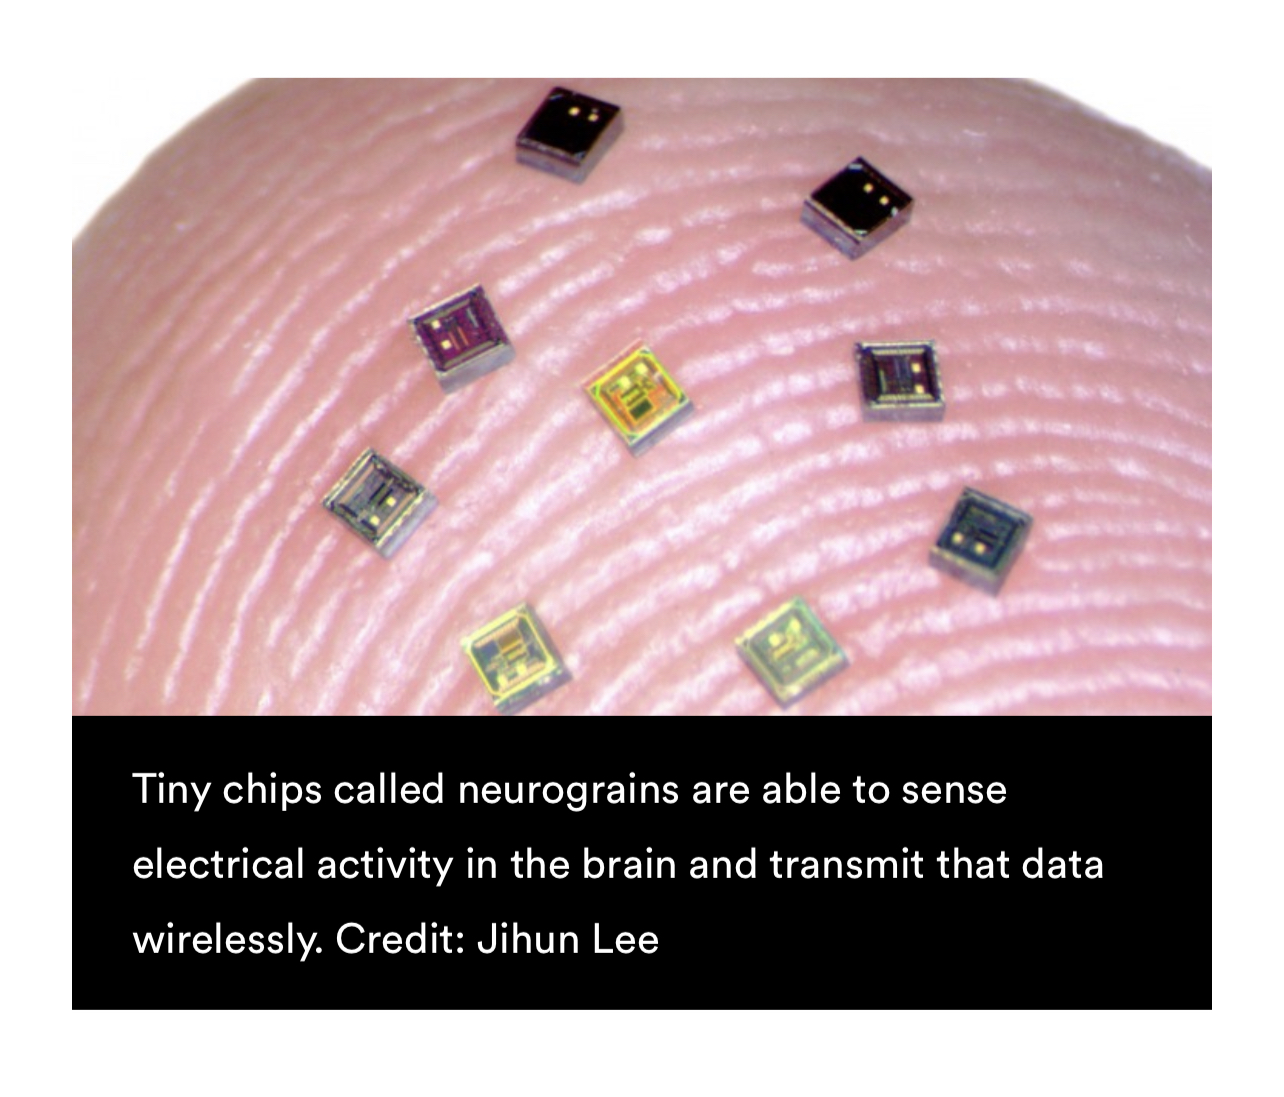 Tiny chips called neurograins are able to sense
electrical activity in the brain and transmit that data
wirelessly. Credit: Jihun Lee